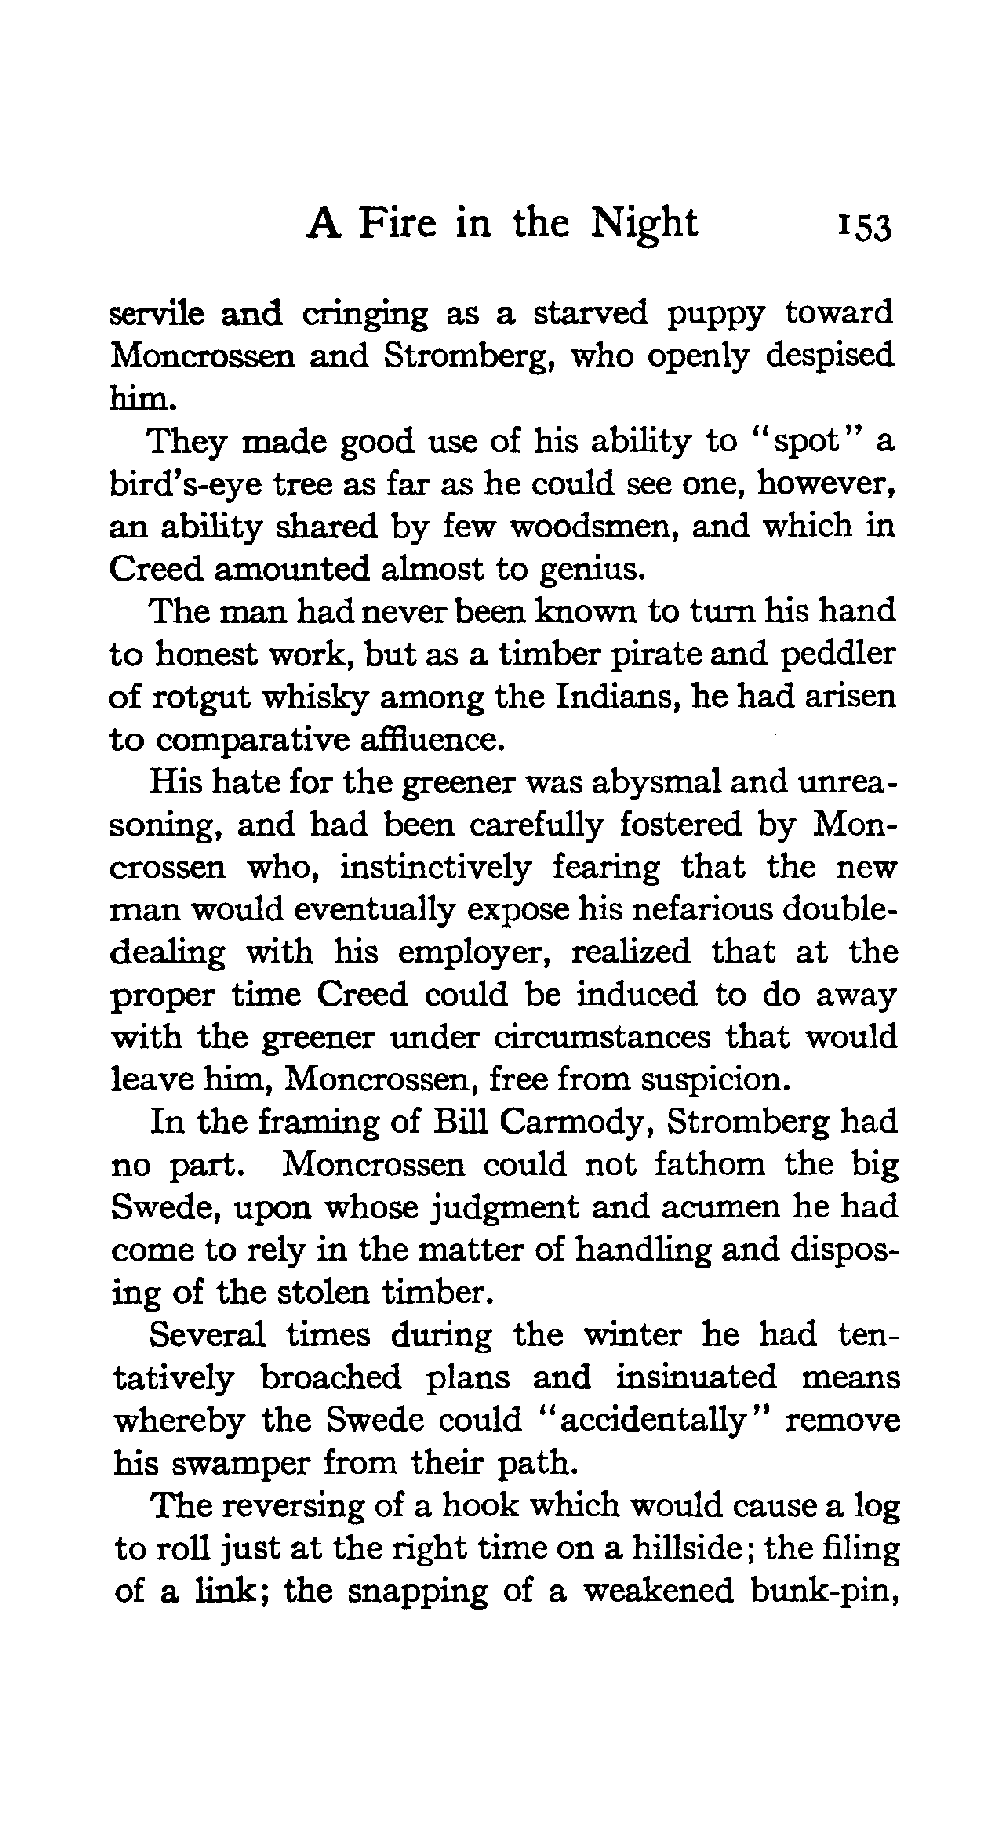 A Fire in the Night 153
servile and cringing as a starved puppy toward
Moncrossen and Stromberg, who openly despised
him.
They made good use of his ability to "spot" a
bird's-eye tree as far as he could see one, however,
an ability shared by few woodsmen, and which in
Creed amounted almost to genius.
The man had never been known to turn his hand
to honest work, but as a timber pirate and peddler
of rotgut whisky among the Indians, he had arisen
to comparative affluence.
His hate for the greener was abysmal and unrea-
soning, and had been carefully fostered by Mon-
crossen who, instinctively fearing that the new
man would eventually expose his nefarious double-
dealing with his employer, realized that at the
proper time Creed could be induced to do away
with the greener under circumstances that would
leave him, Moncrossen, free from suspicion.
In the framing of Bill Carmody, Stromberg had
no part. Moncrossen could not fathom the big
Swede, upon whose judgment and acumen he had
come to rely in the matter of handling and dispos-
ing of the stolen timber.
Several times during the winter he had ten-
tatively broached plans and insinuated means
whereby the Swede could "accidentally" remove
his swamper from their path.
The reversing of a hook which would cause a log
to roll just at the right time on a hillside; the filing
of a link; the snapping of a weakened bunk-pin,